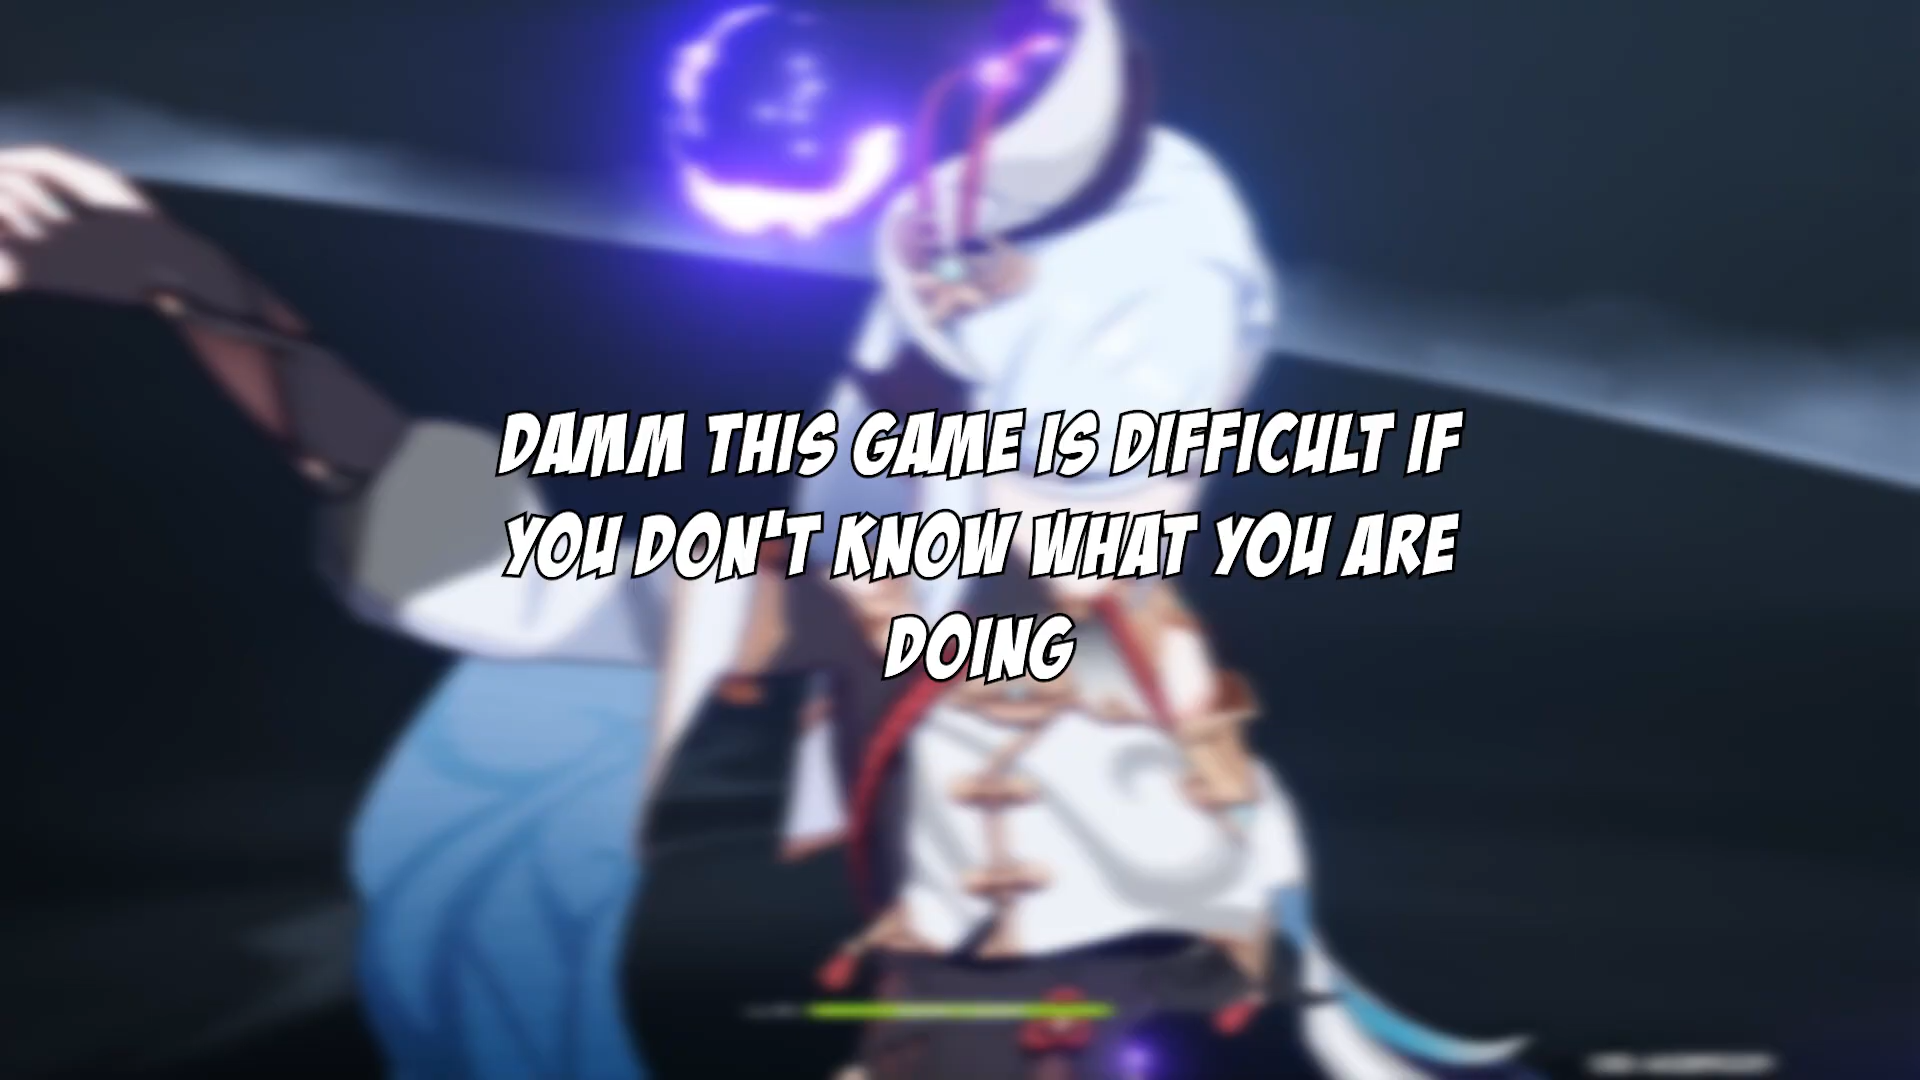 DAMM THIS GAME IS DIFFICULT IF
YOU DON'T KNOW WHAT YOU ARE
DOING